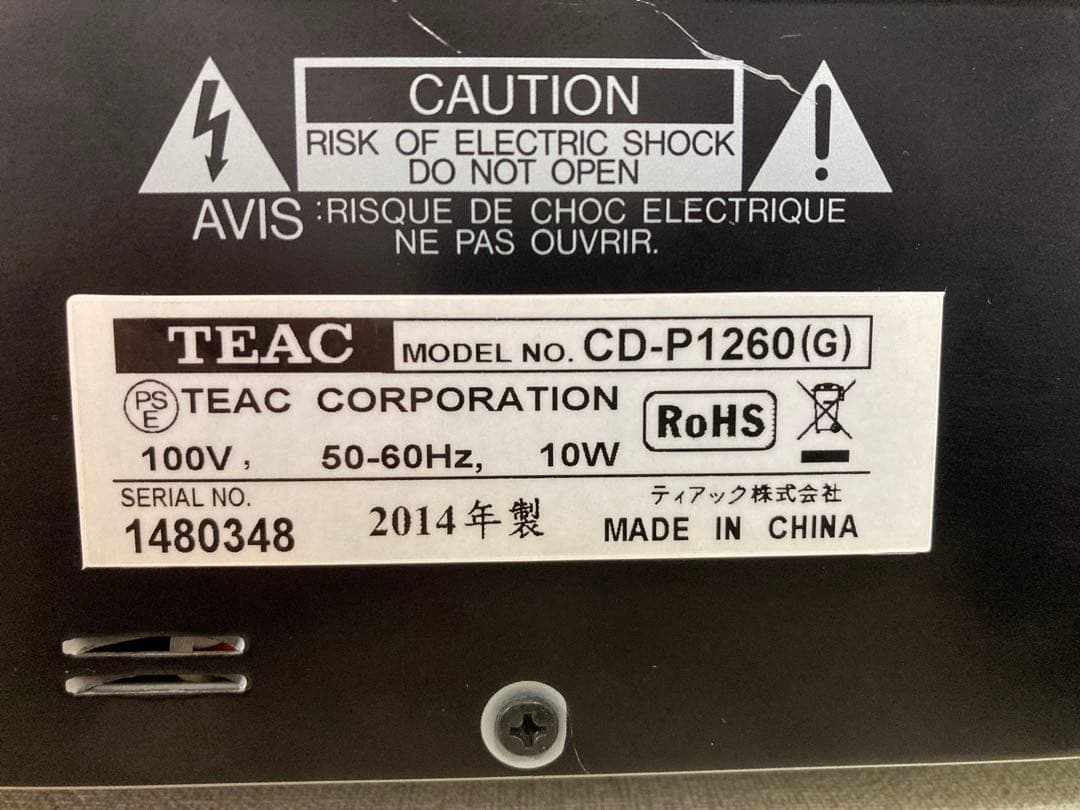 CAUTION
RISK OF ELECTRIC SHOCK
DO NOT OPEN
AVIS :RISQUE DE CHOC ELECTRIQUE
NE PAS OUVRIR.
TEAC MODEL NO. CD-P1260(G)
PSE TEAC CORPORATION RoHS
100V, 50-60Hz, 10W
SERIAL NO. ティアック株式会社
1480348 2014年製 MADE IN CHINA